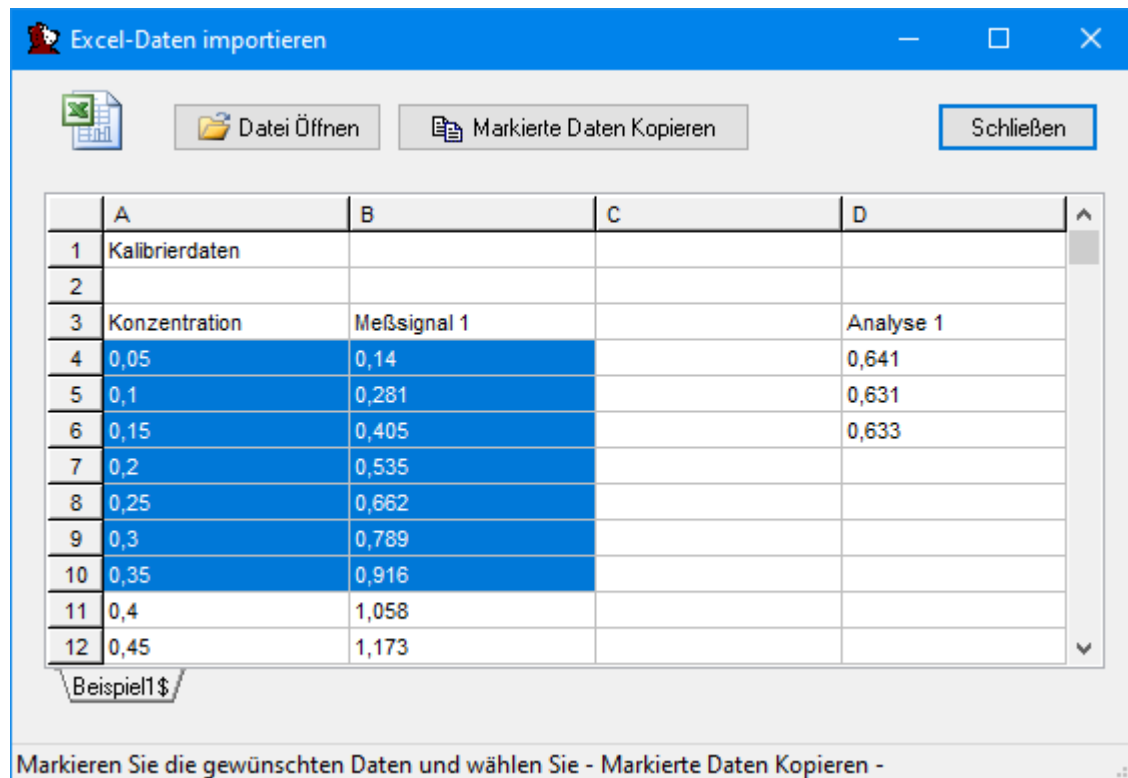 Excel-Daten importieren
Datei Öffnen Markierte Daten Kopieren Schließen
A B C D
1 Kalibrierdaten
2
3 Konzentration Meßsignal 1 Analyse 1
4 0,05 0,14 0,641
5 0,1 0,281 0,631
6 0,15 0,405 0,633
7 0,2 0,535
8 0,25 0,662
9 0,3 0,789
10 0,35 0,916
11 0,4 1,058
12 0,45 1,173
Beispiel1$
Markieren Sie die gewünschten Daten und wählen Sie - Markierte Daten Kopieren -